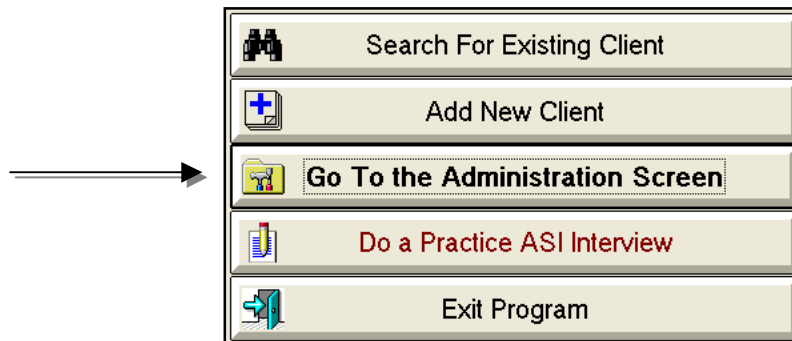 Search For Existing Client
Add New Client
Go To the Administration Screen
Do a Practice ASI Interview
Exit Program